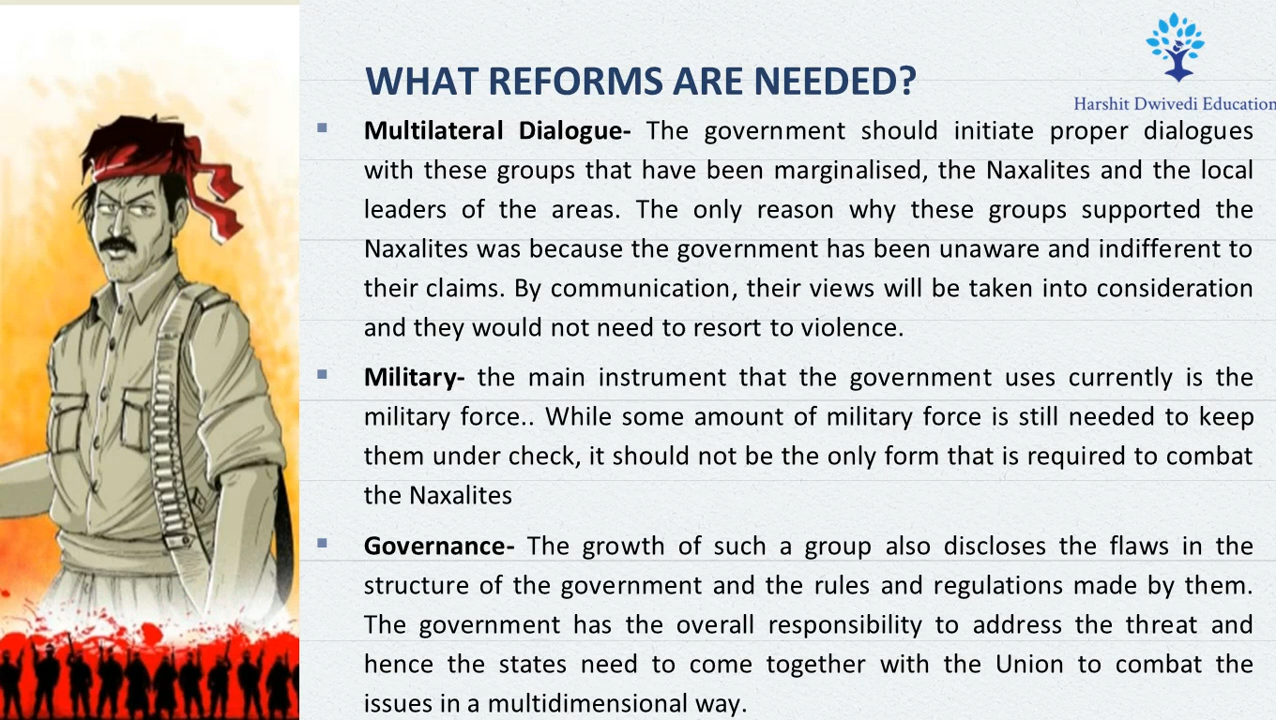 Harshit Dwivedi Education
WHAT REFORMS ARE NEEDED?
▪ Multilateral Dialogue- The government should initiate proper dialogues
with these groups that have been marginalised, the Naxalites and the local
leaders of the areas. The only reason why these groups supported the
Naxalites was because the government has been unaware and indifferent to
their claims. By communication, their views will be taken into consideration
and they would not need to resort to violence.
▪ Military- the main instrument that the government uses currently is the
military force.. While some amount of military force is still needed to keep
them under check, it should not be the only form that is required to combat
the Naxalites
▪ Governance- The growth of such a group also discloses the flaws in the
structure of the government and the rules and regulations made by them.
The government has the overall responsibility to address the threat and
hence the states need to come together with the Union to combat the
issues in a multidimensional way.